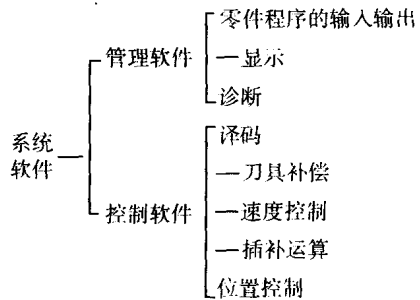 零件程序的输入输出
管理软件
显示
诊断
系统
软件
译码
刀具补偿
控制软件
速度控制
插补运算
位置控制